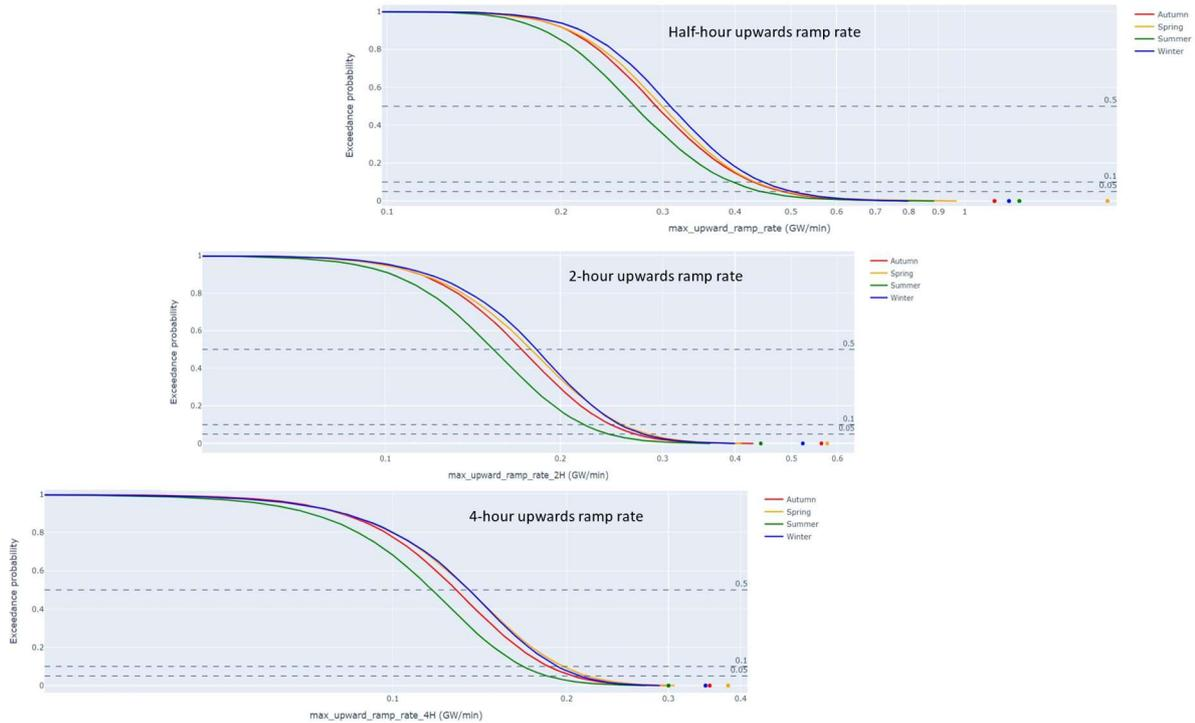 Half-hour upwards ramp rate
Exceedance probability
1
0.8
0.6
0.4
0.2
0
0.5
0.1
0.05
0.1
0.2
0.3
0.4
0.5
0.6
0.7
0.8
0.9
1
max_upward_ramp_rate (GW/min)
Autumn
Spring
Summer
Winter
2-hour upwards ramp rate
Exceedance probability
1
0.8
0.6
0.4
0.2
0
0.5
0.1
0.05
0.1
0.2
0.3
0.4
0.5
0.6
max_upward_ramp_rate_2H (GW/min)
Autumn
Spring
Summer
Winter
4-hour upwards ramp rate
Exceedance probability
1
0.8
0.6
0.4
0.2
0
0.5
0.1
0.05
0.1
0.2
0.3
0.4
max_upward_ramp_rate_4H (GW/min)
Autumn
Spring
Summer
Winter